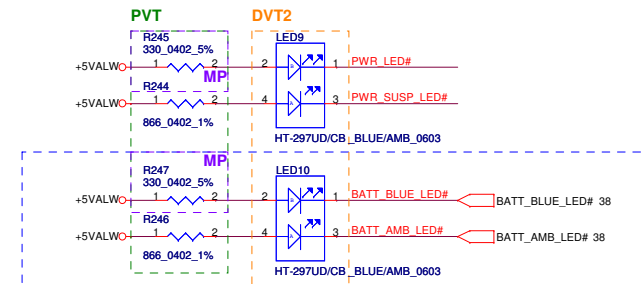 PVT DVT2
R245 LED9
330_0402_5%
+5VALW 1 2 2 B 1 PWR_LED#
MP
R244
+5VALW 1 2 4 A 3 PWR_SUSP_LED#
866_0402_1%
HT-297UD/CB_BLUE/AMB_0603
MP
R247 LED10
330_0402_5%
+5VALW 1 2 2 B 1 BATT_BLUE_LED# BATT_BLUE_LED# 38
R246
+5VALW 1 2 4 A 3 BATT_AMB_LED# BATT_AMB_LED# 38
866_0402_1%
HT-297UD/CB_BLUE/AMB_0603